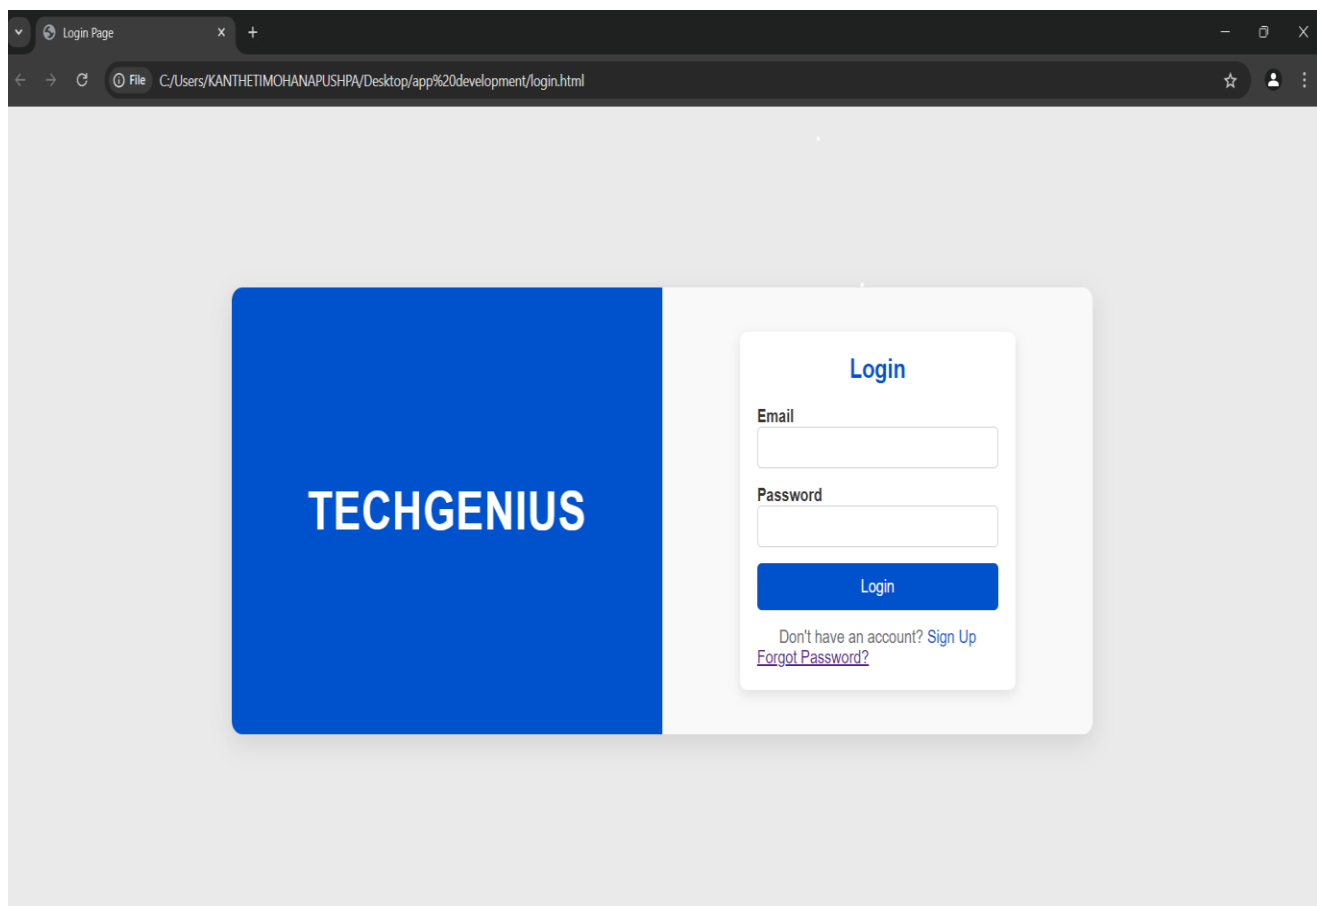 Login Page
File C:/Users/KANTHETIMOHANAPUSHPA/Desktop/app%20development/login.html
TECHGENIUS
Login
Email
Password
Login
Don't have an account? Sign Up
Forgot Password?